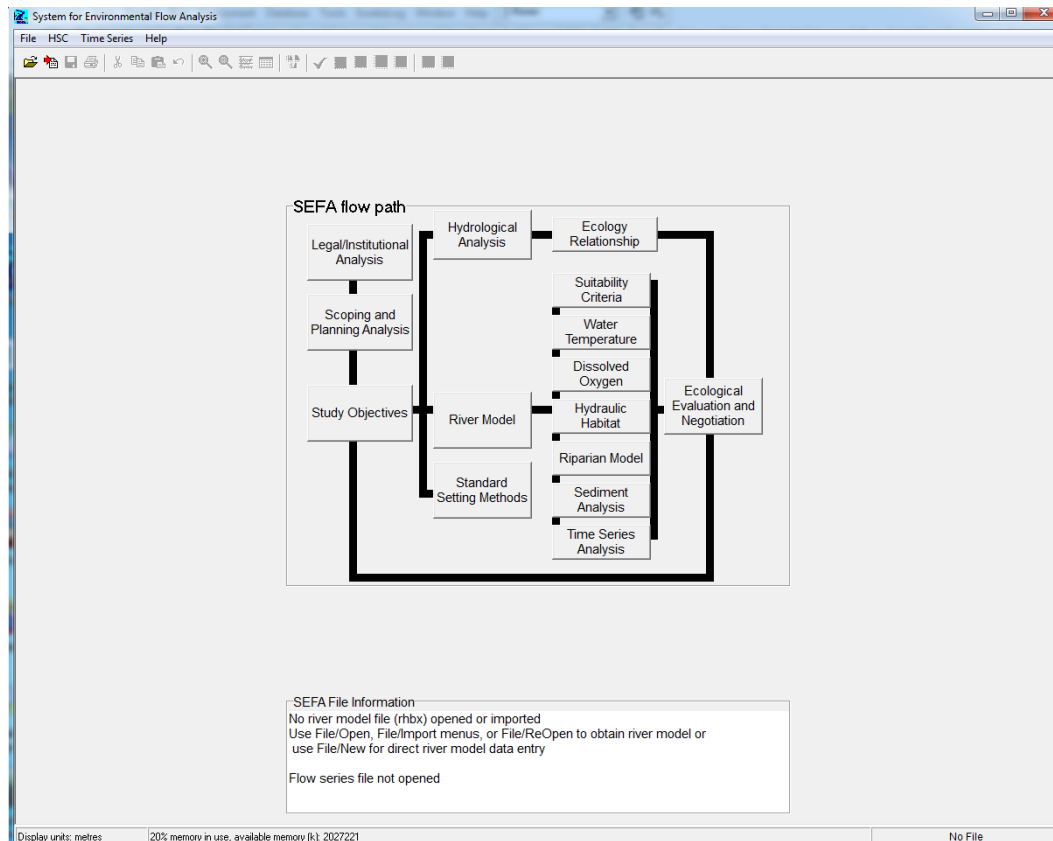 System for Environmental Flow Analysis
File HSC Time Series Help
SEFA flow path
Legal/Institutional
Analysis
Scoping and
Planning Analysis
Study Objectives
Hydrological
Analysis
River Model
Standard
Setting Methods
Ecology
Relationship
Suitability
Criteria
Water
Temperature
Dissolved
Oxygen
Hydraulic
Habitat
Riparian Model
Sediment
Analysis
Time Series
Analysis
Ecological
Evaluation and
Negotiation
SEFA File Information
No river model file (rhbx) opened or imported
Use File/Open, File/Import menus, or File/ReOpen to obtain river model or
use File/New for direct river model data entry
Flow series file not opened
Display units: metres 20% memory in use, available memory (k): 2027221 No File